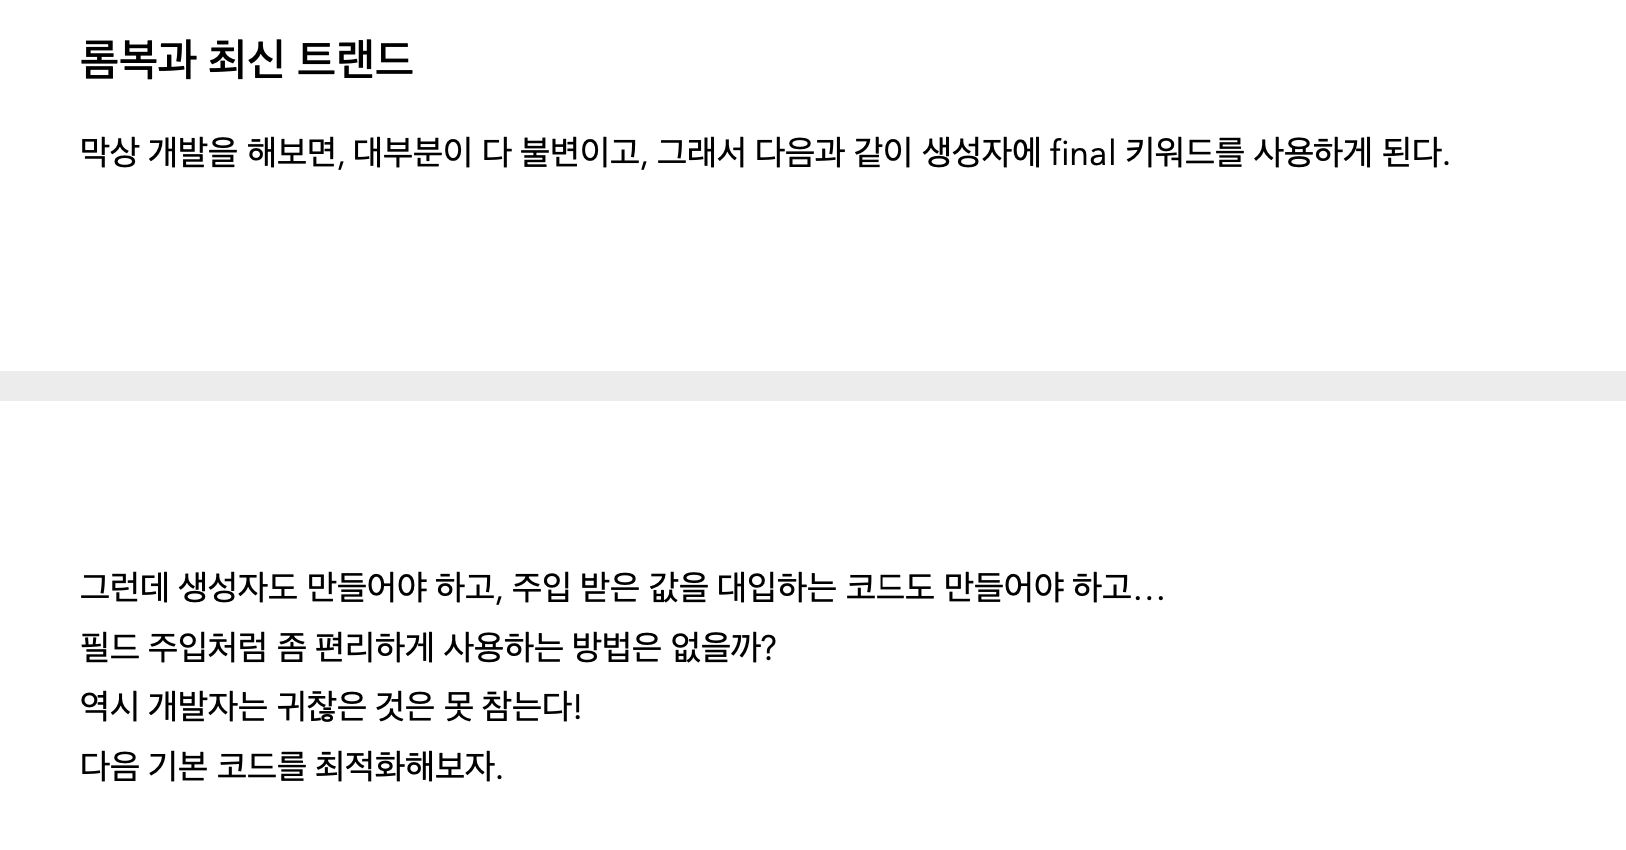 롬복과 최신 트랜드
막상 개발을 해보면, 대부분이 다 불변이고, 그래서 다음과 같이 생성자에 final 키워드를 사용하게 된다.
그런데 생성자도 만들어야 하고, 주입 받은 값을 대입하는 코드도 만들어야 하고…
필드 주입처럼 좀 편리하게 사용하는 방법은 없을까?
역시 개발자는 귀찮은 것은 못 참는다!
다음 기본 코드를 최적화해보자.